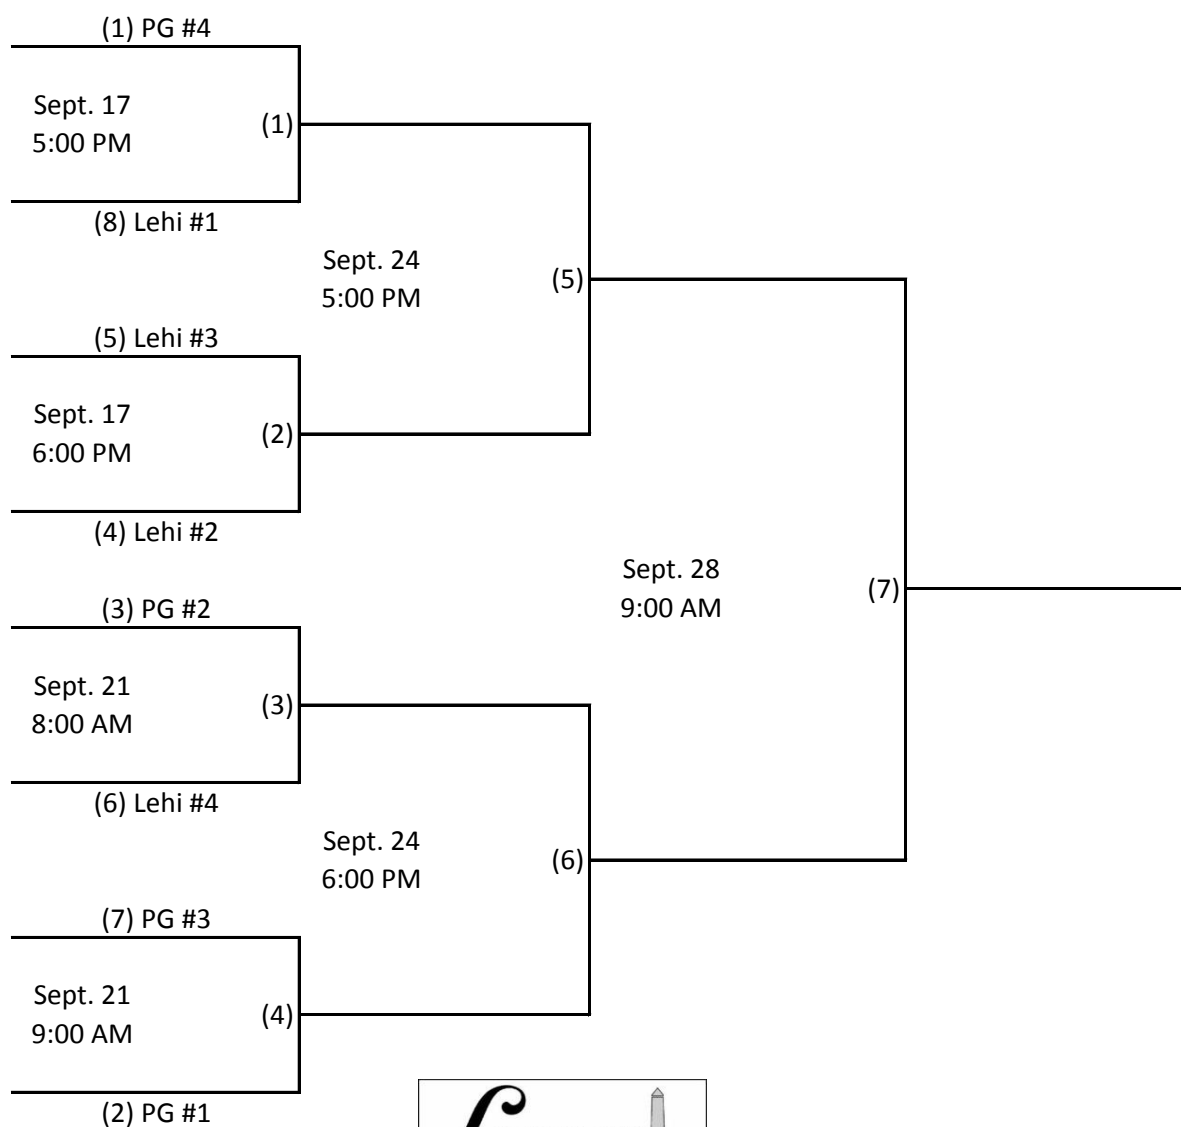 (1) PG #4
Sept. 17
5:00 PM
(1)
(8) Lehi #1
Sept. 24
5:00 PM
(5)
(5) Lehi #3
Sept. 17
6:00 PM
(2)
(4) Lehi #2
Sept. 28
9:00 AM
(7)
(3) PG #2
Sept. 21
8:00 AM
(3)
(6) Lehi #4
Sept. 24
6:00 PM
(6)
(7) PG #3
Sept. 21
9:00 AM
(4)
(2) PG #1